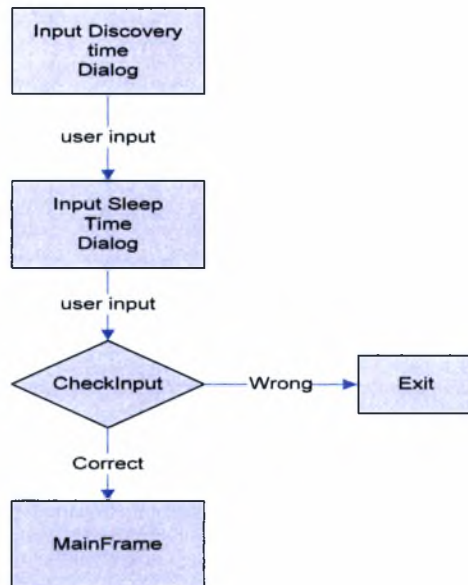 Input Discovery
time
Dialog
user input
Input Sleep
Time
Dialog
user input
CheckInput
Wrong
Exit
Correct
MainFrame